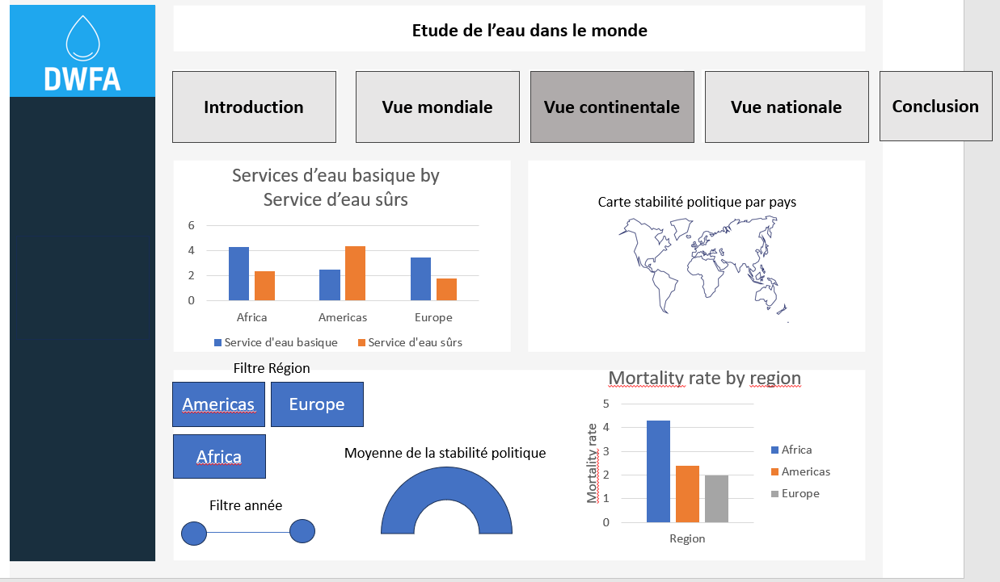 DWFA
Etude de l’eau dans le monde
Introduction
Vue mondiale
Vue continentale
Vue nationale
Conclusion
Services d’eau basique by
Service d’eau sûrs
6
4
2
0
Africa
Americas
Europe
Service d'eau basique
Service d'eau sûrs
Carte stabilité politique par pays
Filtre Région
Americas
Europe
Africa
Filtre année
Moyenne de la stabilité politique
Mortality rate by region
Mortality rate
5
4
3
2
1
0
Region
Africa
Americas
Europe